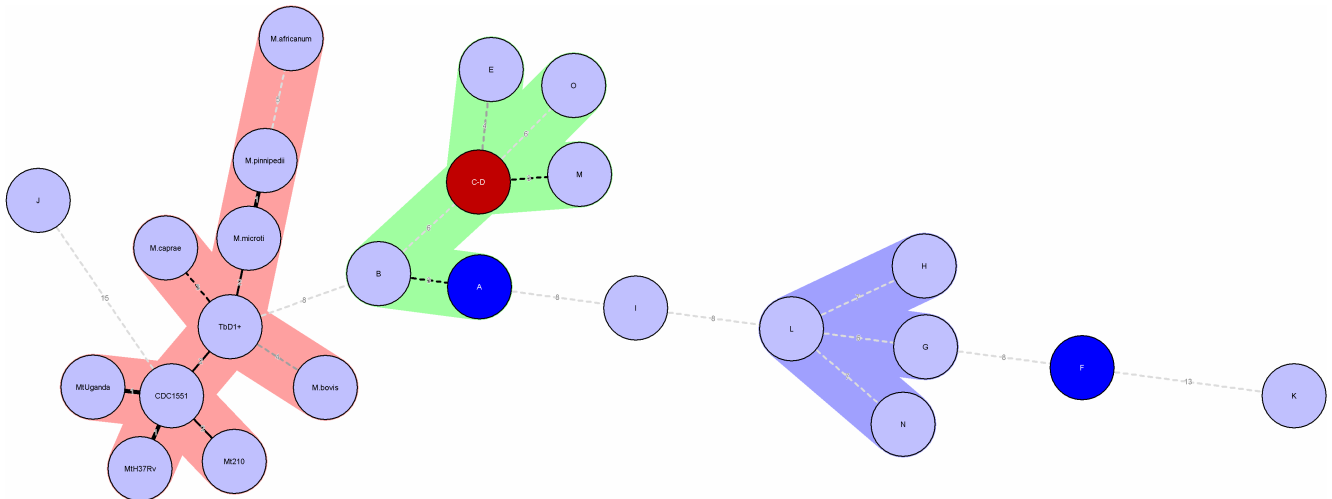 M.africanum
E
O
M.pinnipedii
6
M
C-D
J
M.microti
6
M.caprae
H
B
A
15
8
8
I
8
TbD1+
L
G
6
F
13
K
M.bovis
MtUganda
CDC1551
N
Mt210
MtH37Rv